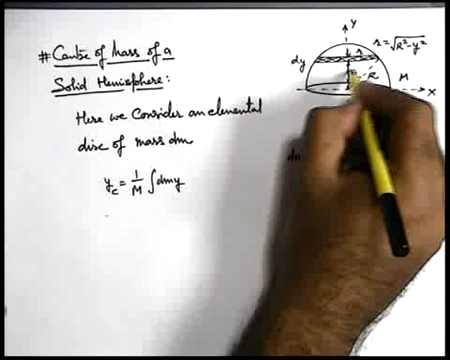 # Centre of Mass of a
Solid Hemisphere:
Here we Consider an elemental
disc of mass dm
y_c = 1/M ∫dmy
Y
r = √R²-y²
r
dy
R
M
X